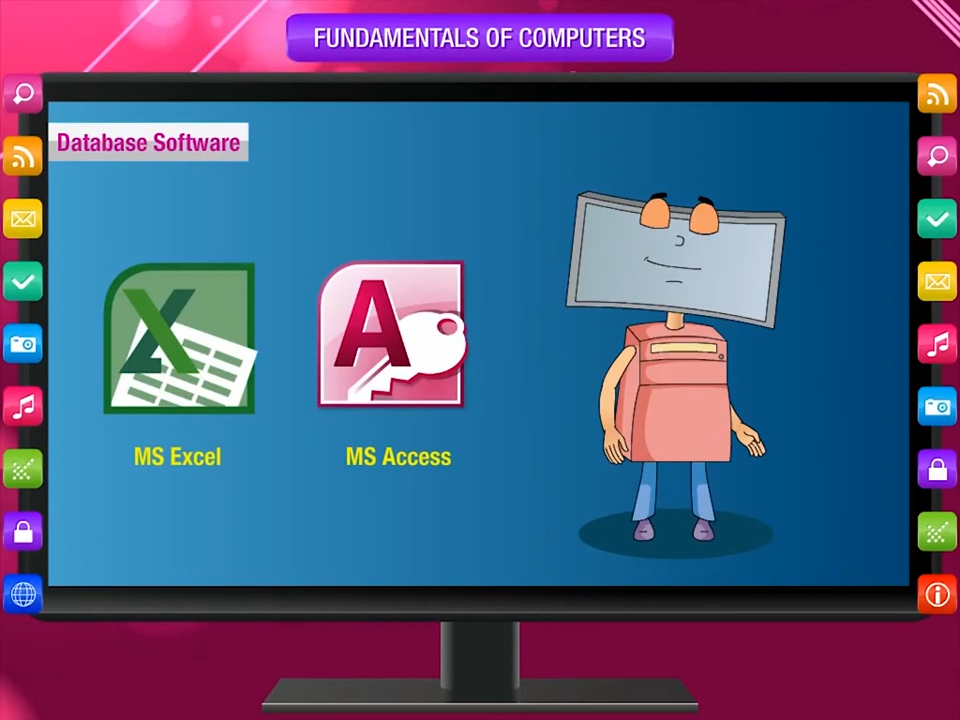 FUNDAMENTALS OF COMPUTERS
Database Software
X
A
MS Excel
MS Access